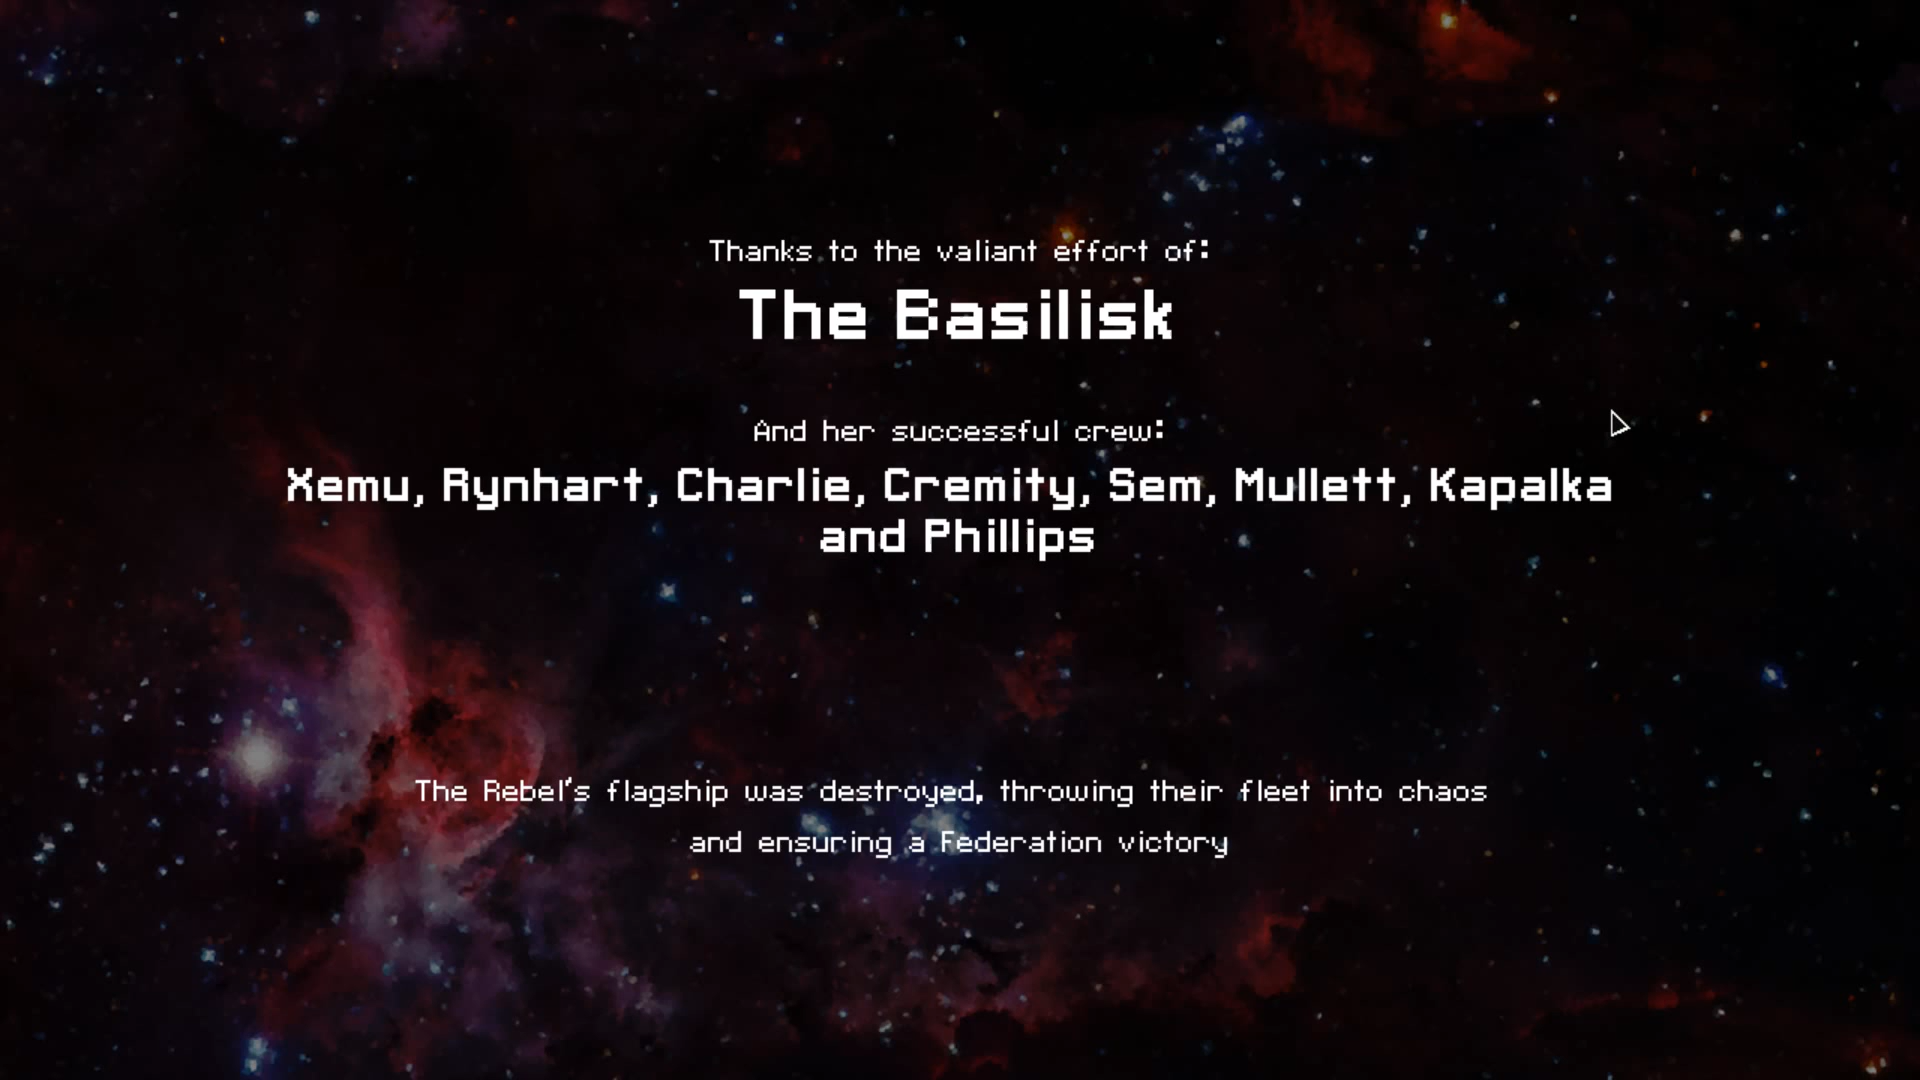 Thanks to the valiant effort of:
The Basilisk
And her successful crew:
Xemu, Rynhart, Charlie, Cremity, Sem, Mullett, Kapalka
and Phillips
The Rebel's flagship was destroyed, throwing their fleet into chaos
and ensuring a Federation victory